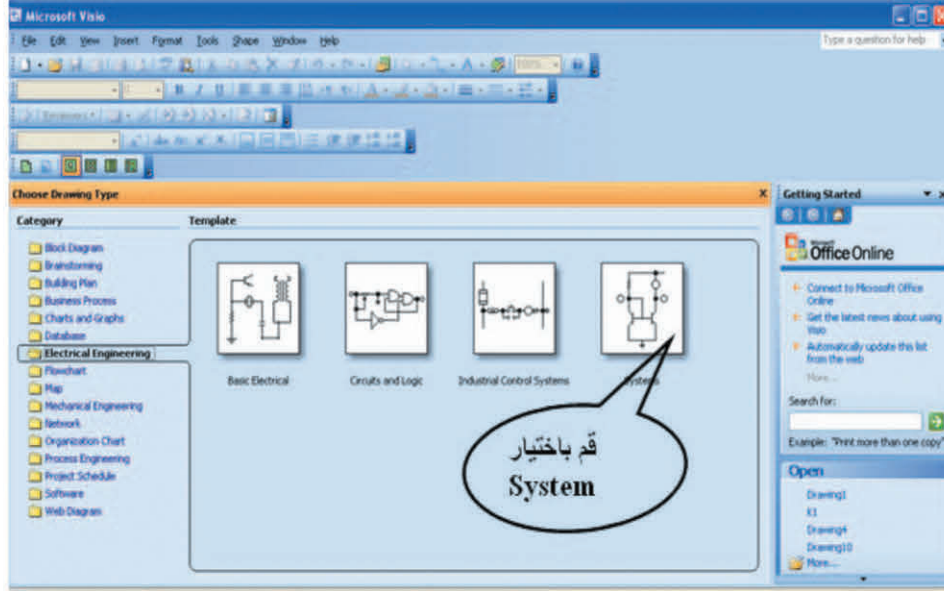 Microsoft Visio
File Edit View Insert Format Tools Shape Window Help
Type a question for help
100%
Choose Drawing Type
Category
Template
Block Diagram
Brainstorming
Building Plan
Business Process
Charts and Graphs
Database
Electrical Engineering
Flowchart
Map
Mechanical Engineering
Network
Organization Chart
Process Engineering
Project Schedule
Software
Web Diagram
Basic Electrical
Circuits and Logic
Industrial Control Systems
Systems
قم باختيار
System
Getting Started
Microsoft
Office Online
Connect to Microsoft Office
Online
Get the latest news about using
Visio
Automatically update this list
from the web
More...
Search for:
Example: "Print more than one copy"
Open
Drawing1
Drawing4
Drawing10
More...